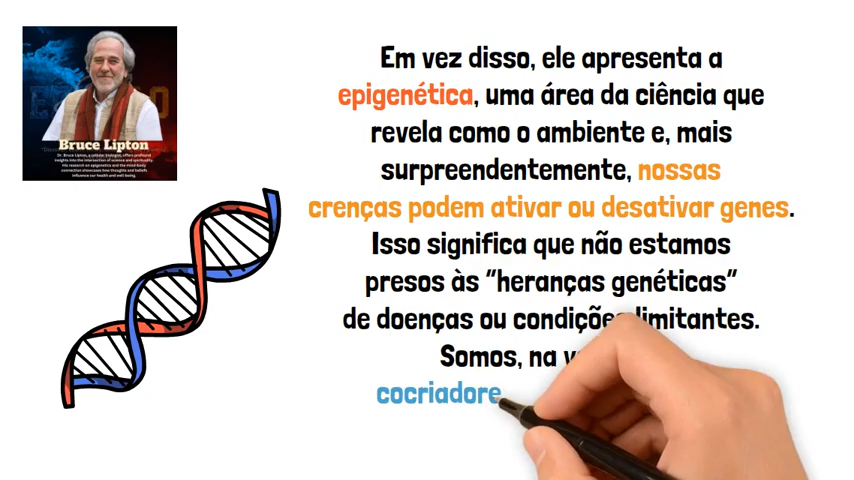 Bruce Lipton
Em vez disso, ele apresenta a
epigenética, uma área da ciência que
revela como o ambiente e, mais
surpreendentemente, nossas
crenças podem ativar ou desativar genes.
Isso significa que não estamos
presos às "heranças genéticas"
de doenças ou condições limitantes.
Somos, na
cocriadore